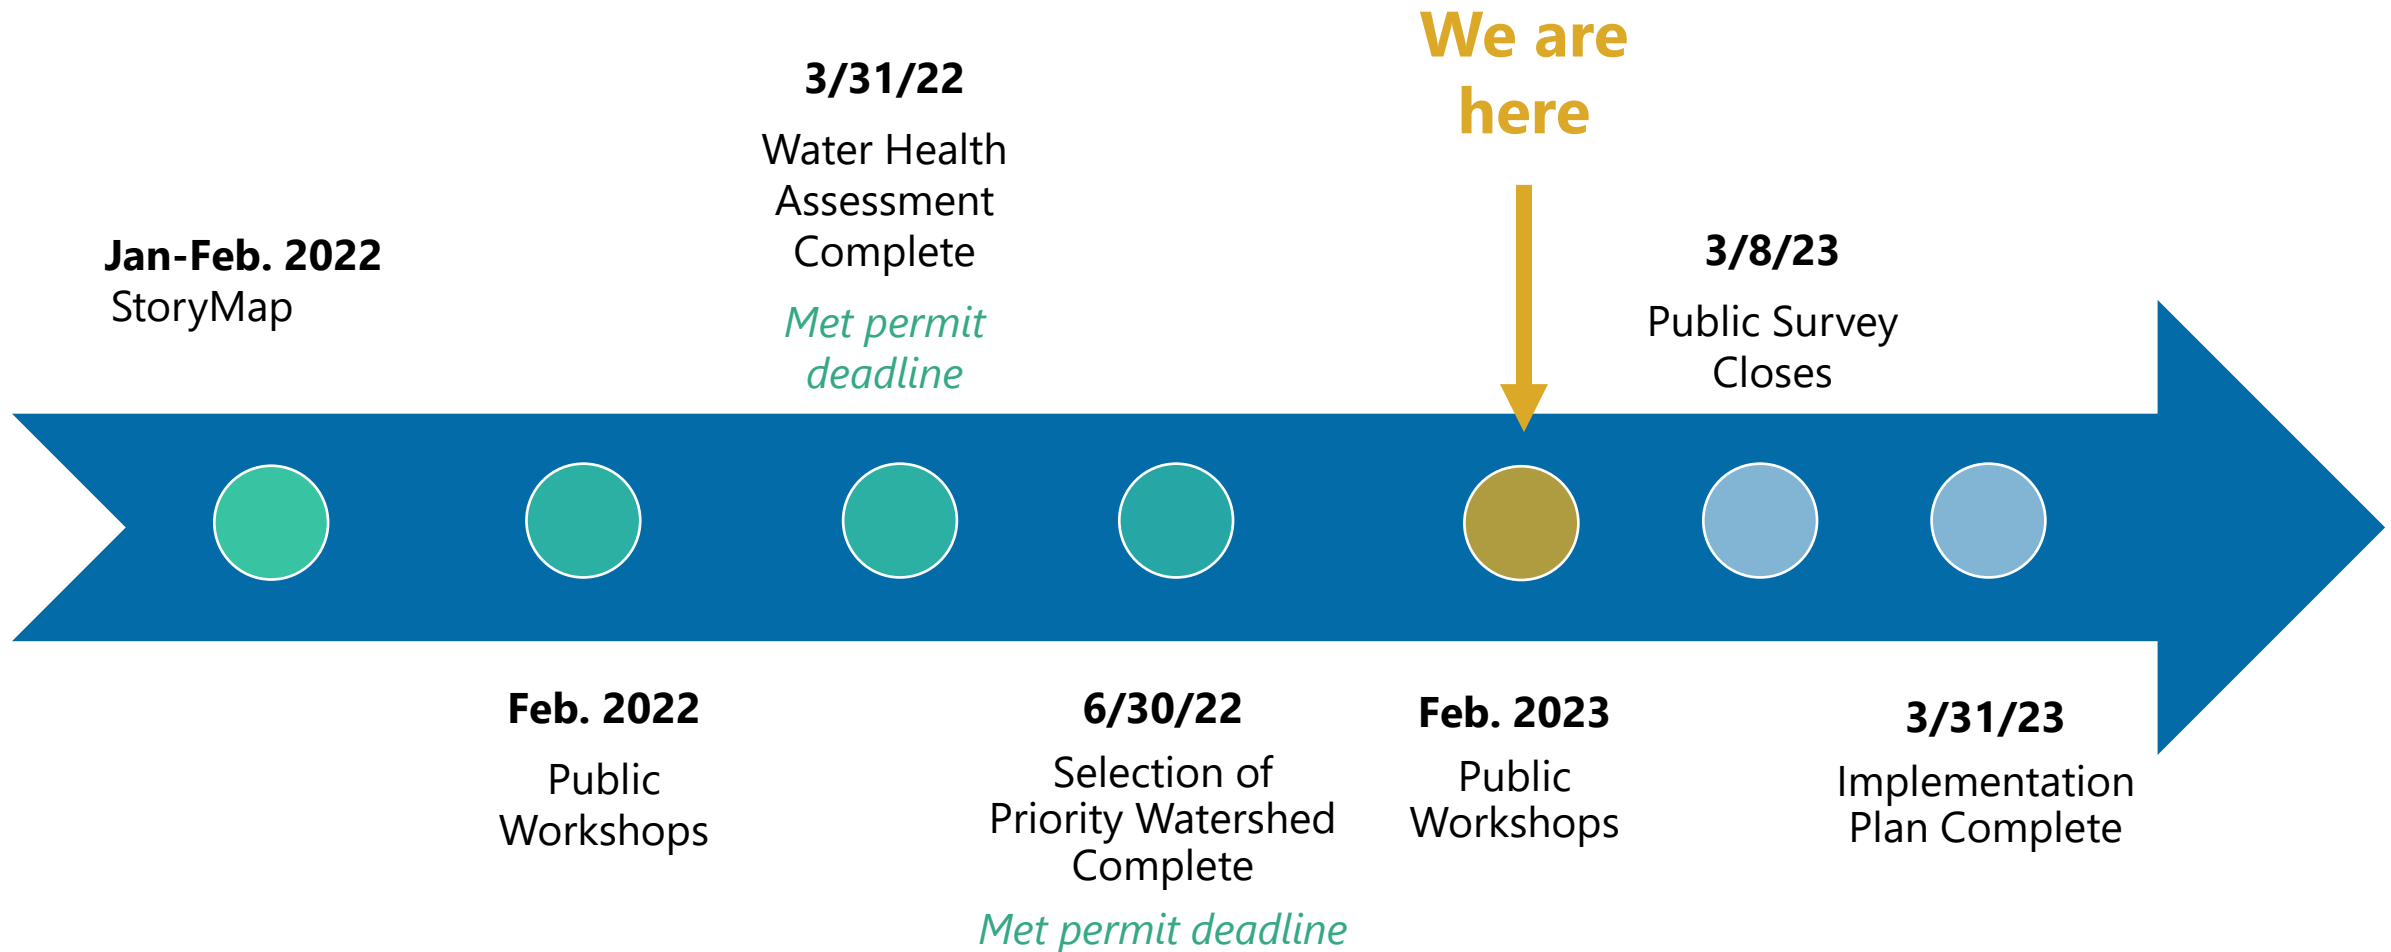 Jan-Feb. 2022
StoryMap
Feb. 2022
Public
Workshops
3/31/22
Water Health
Assessment
Complete
Met permit
deadline
6/30/22
Selection of
Priority Watershed
Complete
Met permit deadline
We are
here
Feb. 2023
Public
Workshops
3/8/23
Public Survey
Closes
3/31/23
Implementation
Plan Complete